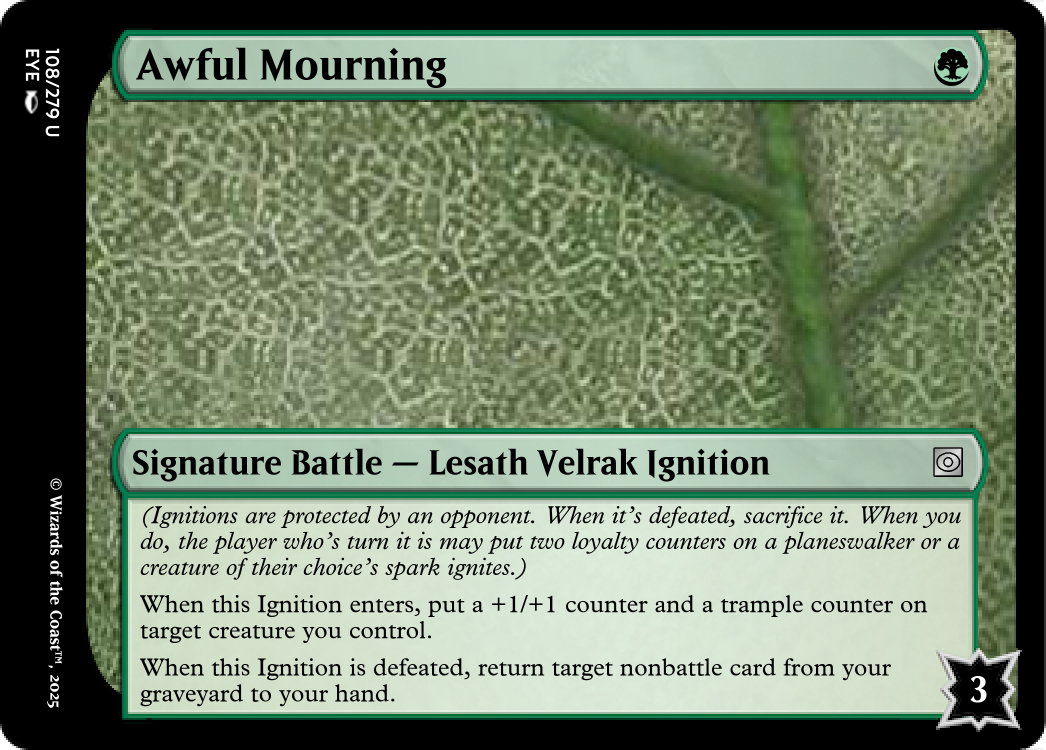 Awful Mourning
Signature Battle — Lesath Velrak Ignition
(Ignitions are protected by an opponent. When it's defeated, sacrifice it. When you
do, the player who's turn it is may put two loyalty counters on a planeswalker or a
creature of their choice's spark ignites.)
When this Ignition enters, put a +1/+1 counter and a trample counter on
target creature you control.
When this Ignition is defeated, return target nonbattle card from your
graveyard to your hand.
3
108/279 U
EYE
© Wizards of the Coast™, 2025